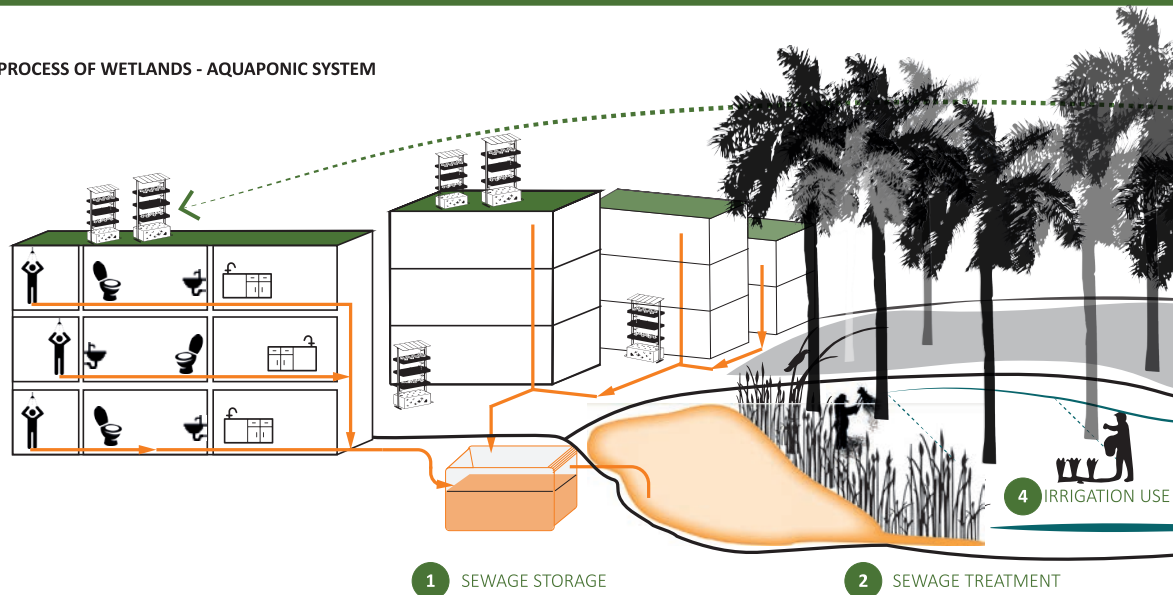 PROCESS OF WETLANDS - AQUAPONIC SYSTEM
4 IRRIGATION USE
1 SEWAGE STORAGE
2 SEWAGE TREATMENT